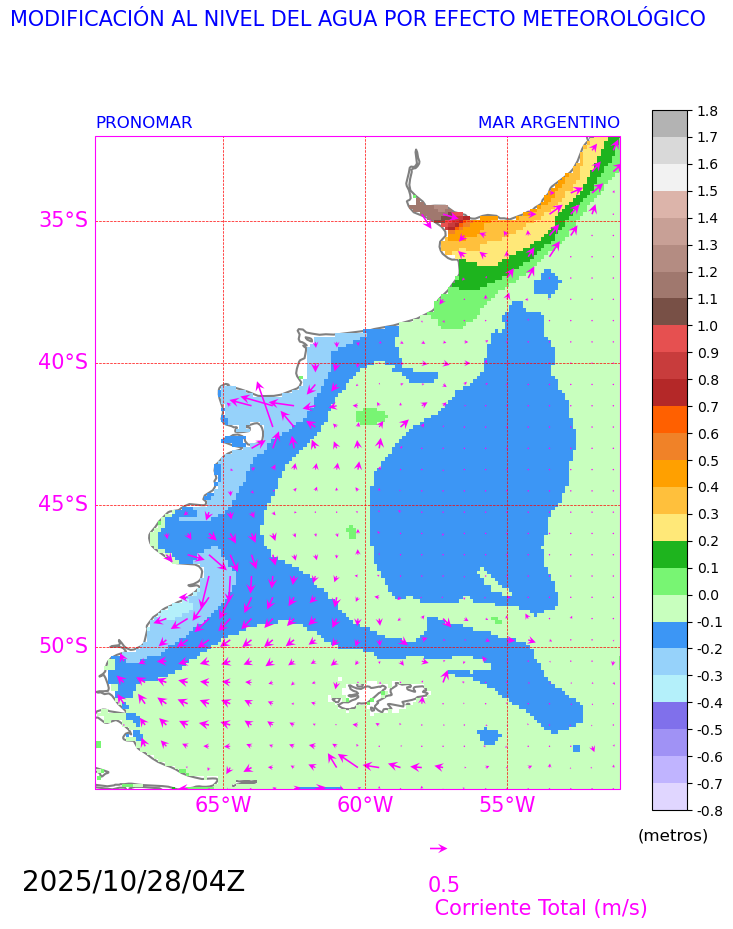 MODIFICACIÓN AL NIVEL DEL AGUA POR EFECTO METEOROLÓGICO
PRONOMAR MAR ARGENTINO
1.8
1.7
1.6
1.5
1.4
1.3
1.2
1.1
1.0
0.9
0.8
0.7
0.6
0.5
0.4
0.3
0.2
0.1
0.0
-0.1
-0.2
-0.3
-0.4
-0.5
-0.6
-0.7
-0.8
(metros)
35°S
40°S
45°S
50°S
65°W 60°W 55°W
2025/10/28/04Z
0.5
Corriente Total (m/s)